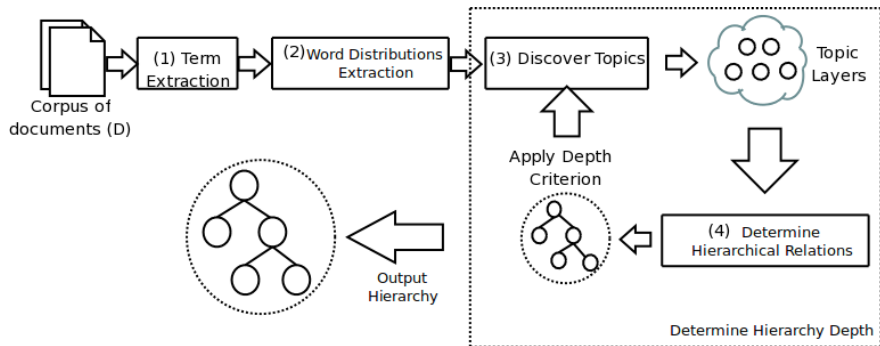 (1) Term
Extraction
(2) Word Distributions
Extraction
(3) Discover Topics
Topic
Layers
Corpus of
documents (D)
Apply Depth
Criterion
(4) Determine
Hierarchical Relations
Output
Hierarchy
Determine Hierarchy Depth